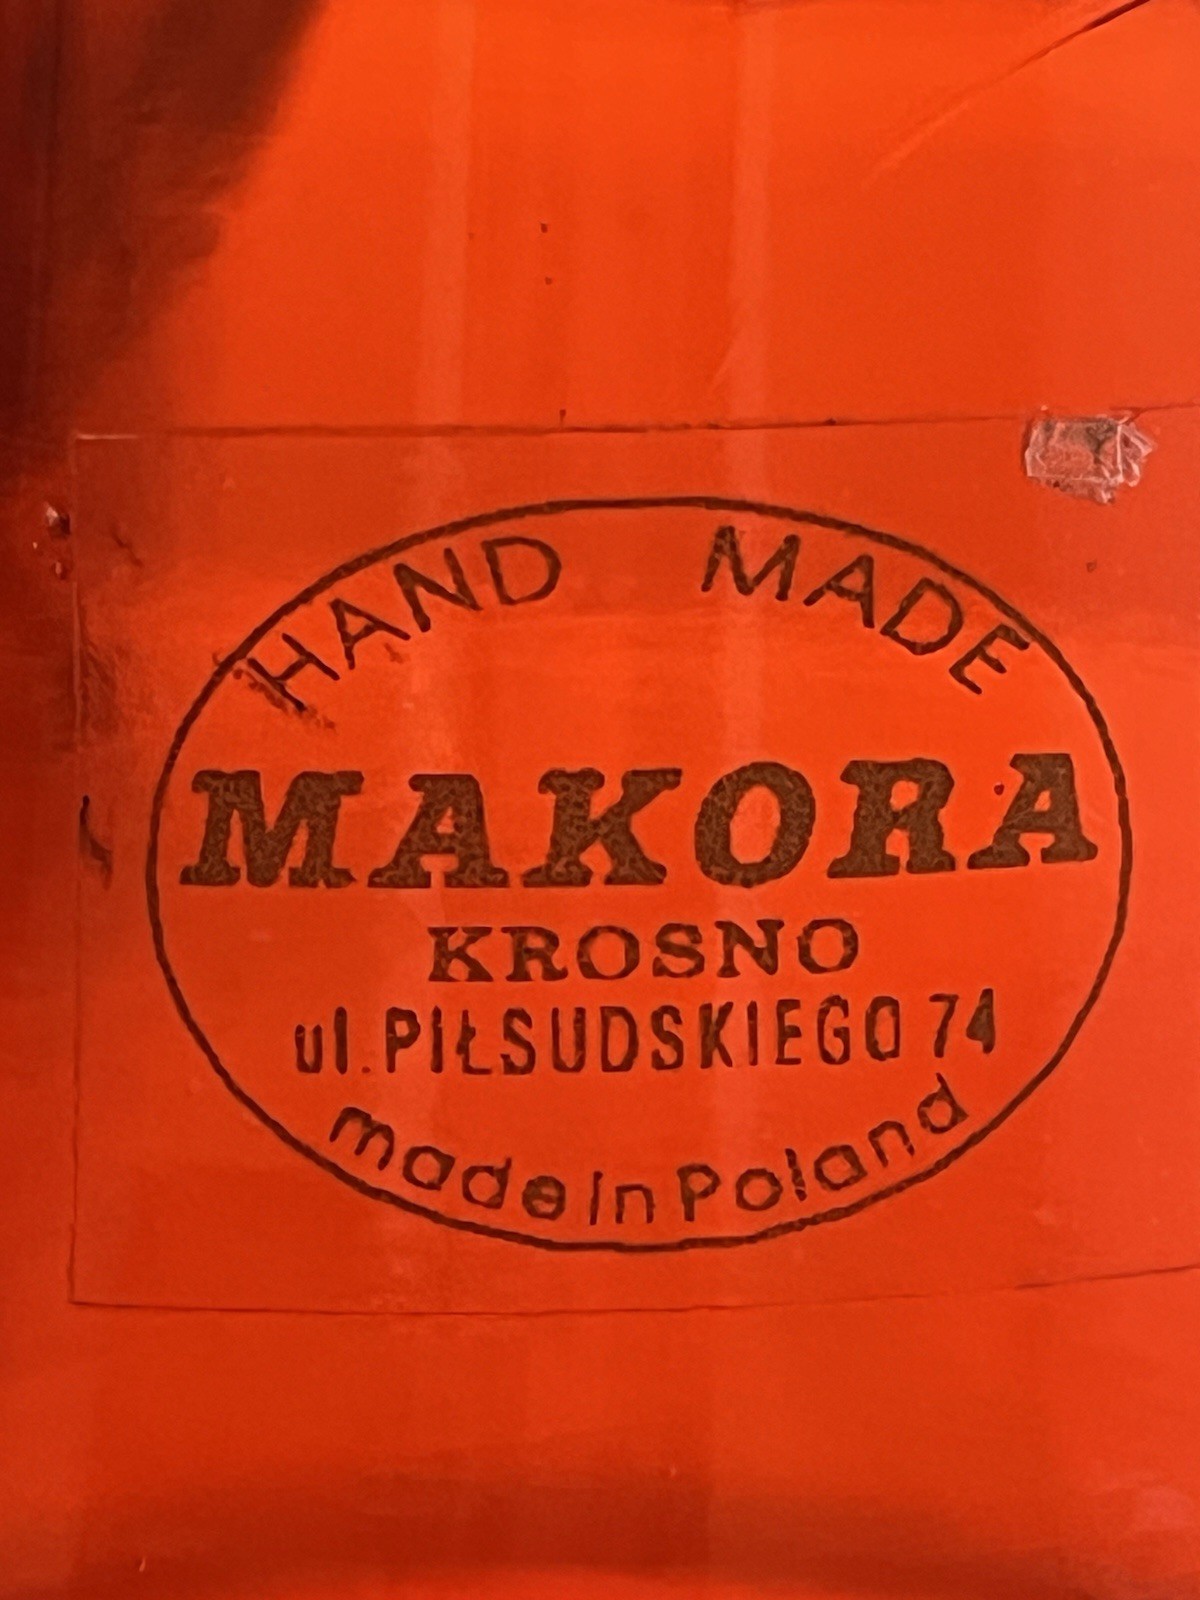 HAND MADE
MAKORA
KROSNO
ul. PIŁSUDSKIEGO 74
made in Poland